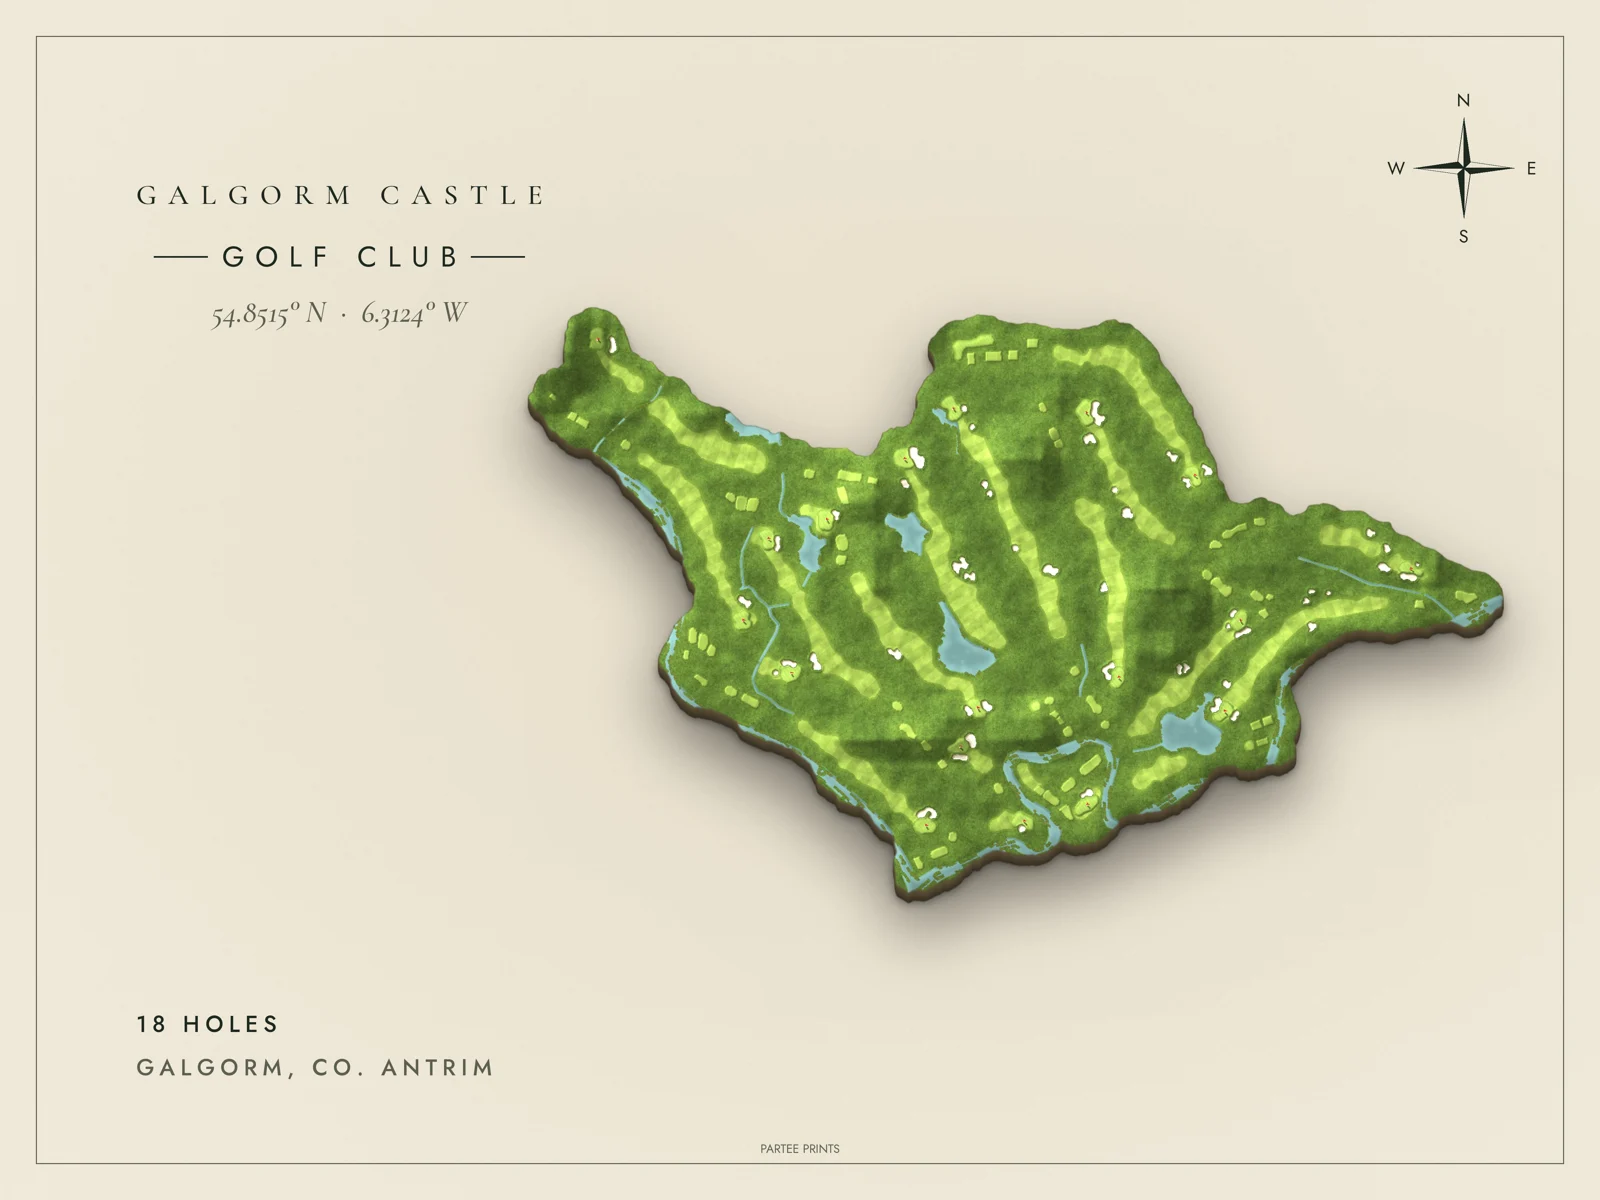 GALGORM CASTLE
GOLF CLUB
54.8515° N · 6.3124° W
N
W
E
S
18 HOLES
GALGORM, CO. ANTRIM
PARTEE PRINTS